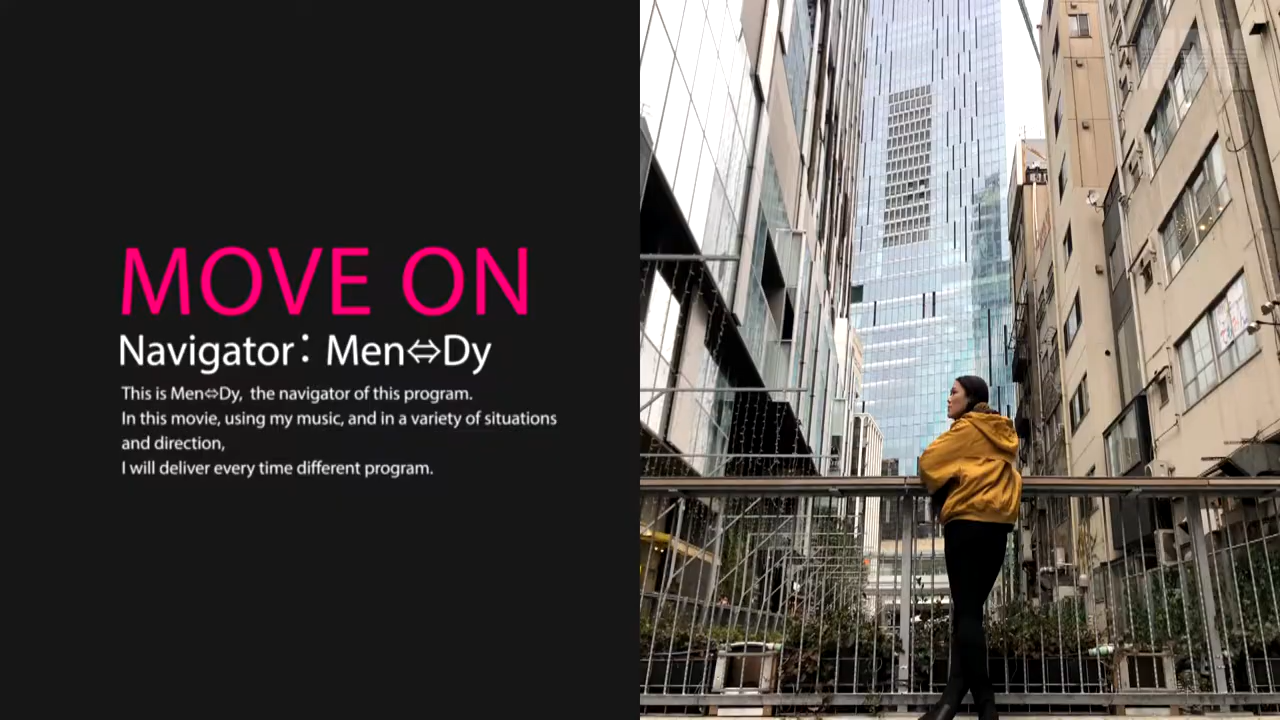 MOVE ON
Navigator： Men⇔Dy
This is Men⇔Dy, the navigator of this program.
In this movie, using my music, and in a variety of situations
and direction,
I will deliver every time different program.